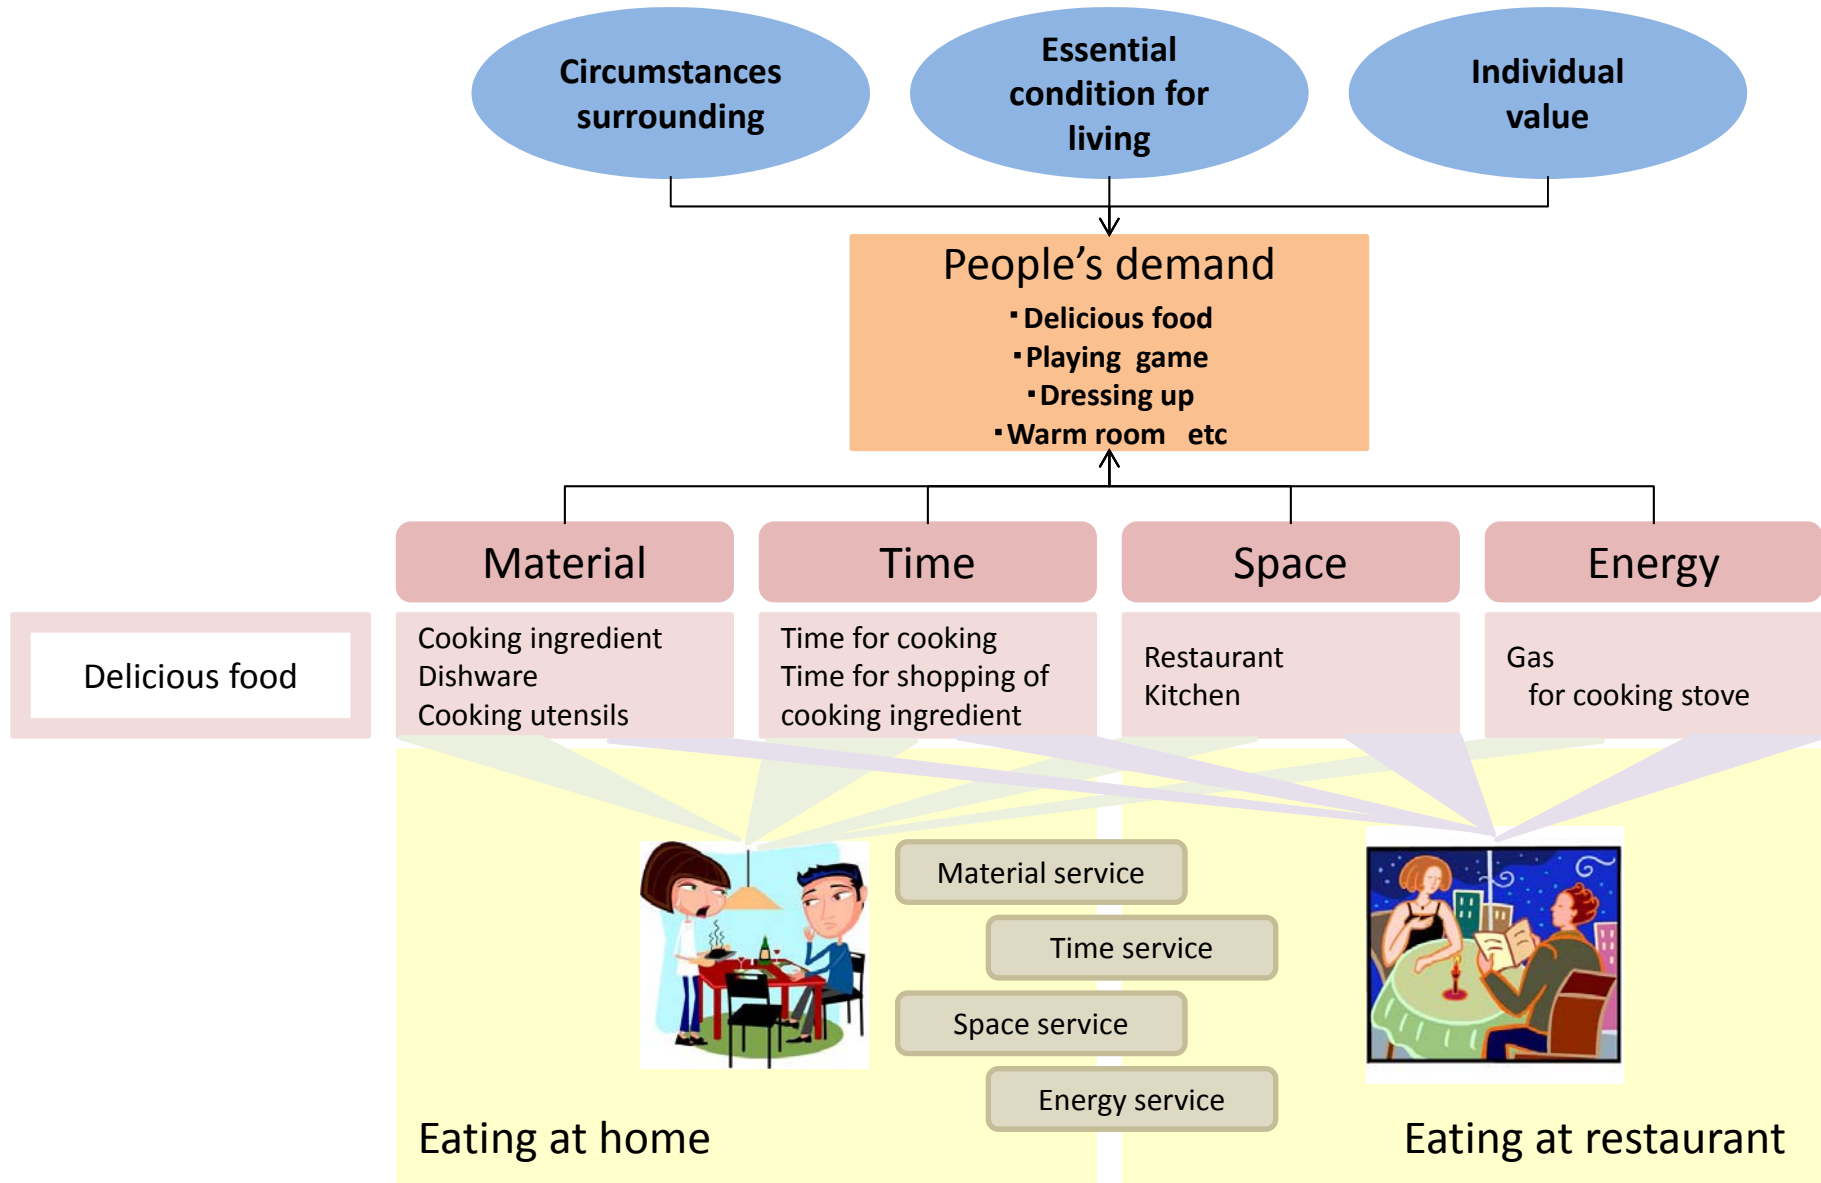 Circumstances
surrounding
Essential
condition for
living
Individual
value
People’s demand
▪Delicious food
▪Playing  game
▪Dressing up
▪Warm room   etc
Material
Time
Space
Energy
Delicious food
Cooking ingredient
Dishware
Cooking utensils
Time for cooking
Time for shopping of
cooking ingredient
Restaurant
Kitchen
Gas
for cooking stove
Material service
Time service
Space service
Energy service
Eating at home
Eating at restaurant